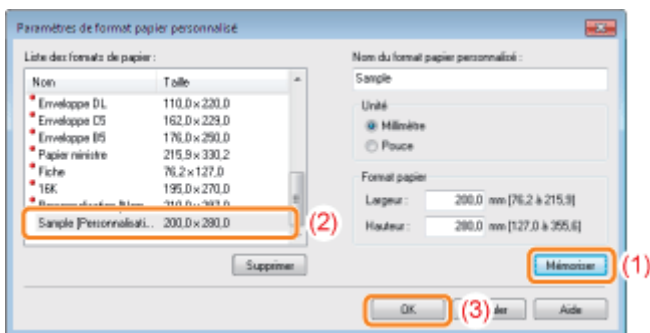 Paramètres de format papier personnalisé
Liste des formats de papier :
Nom Taille
Enveloppe DL 110,0 x 220,0
Enveloppe C5 162,0 x 229,0
Enveloppe B5 176,0 x 250,0
Papier ministre 215,9 x 330,2
Fiche 76,2 x 127,0
16K 195,0 x 270,0
Sample [Personnalisati... 200,0 x 280,0
(2)
Supprimer
Nom du format papier personnalisé :
Sample
Unité
Millimètre
Pouce
Format papier
Largeur : 200,0 mm [76,2 à 215,9]
Hauteur : 280,0 mm [127,0 à 355,6]
Mémoriser (1)
OK (3) Aide